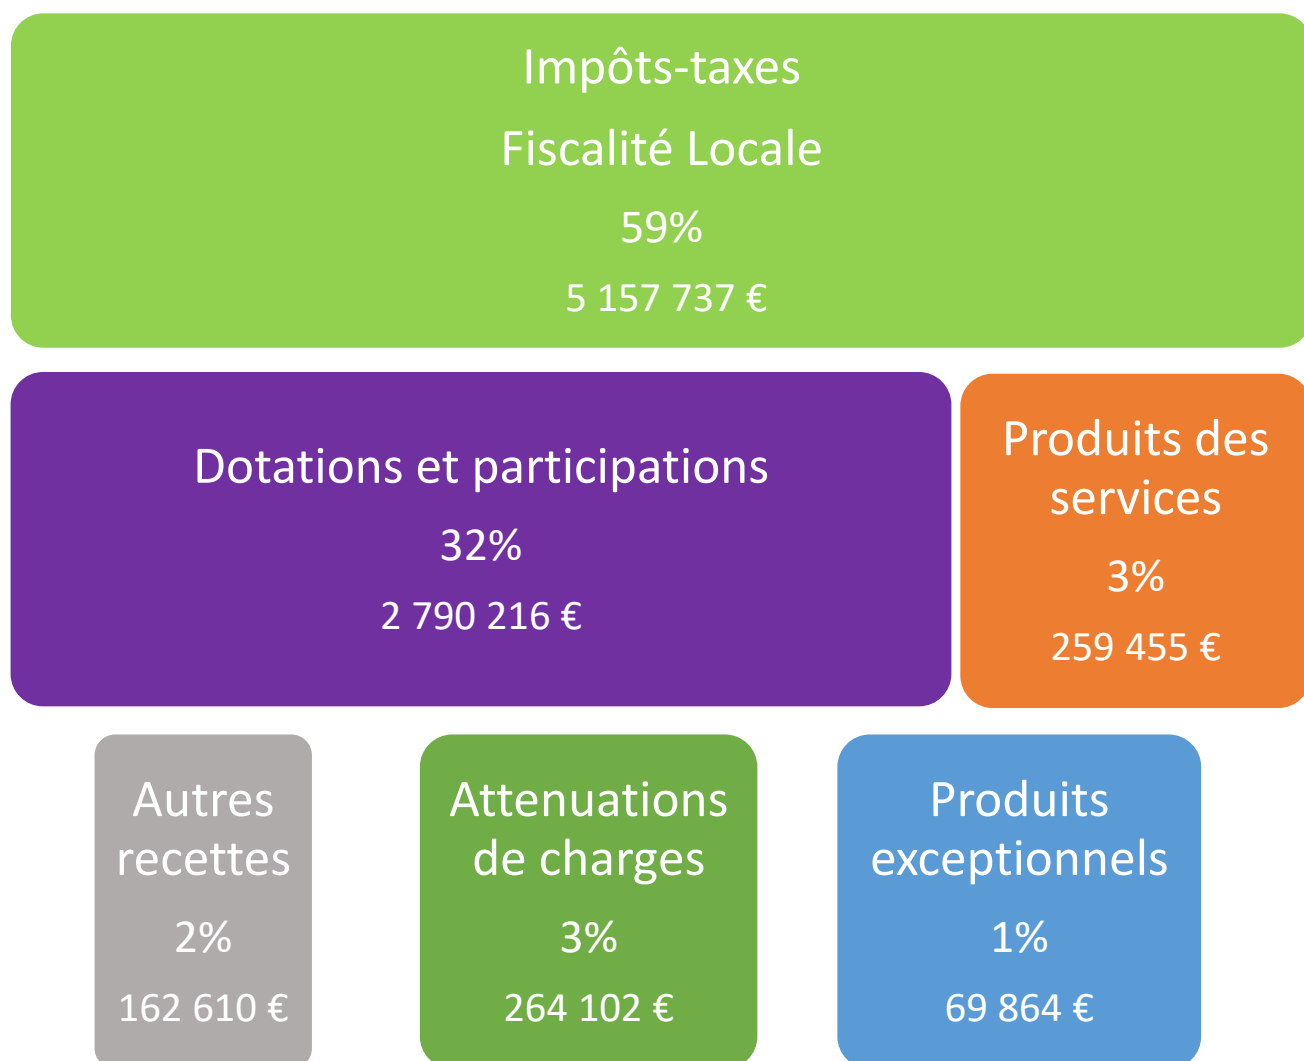 Impôts-taxes
Fiscalité Locale
59%
5 157 737 €
Dotations et participations
32%
2 790 216 €
Produits des
services
3%
259 455 €
Autres
recettes
2%
162 610 €
Attenuations
de charges
3%
264 102 €
Produits
exceptionnels
1%
69 864 €